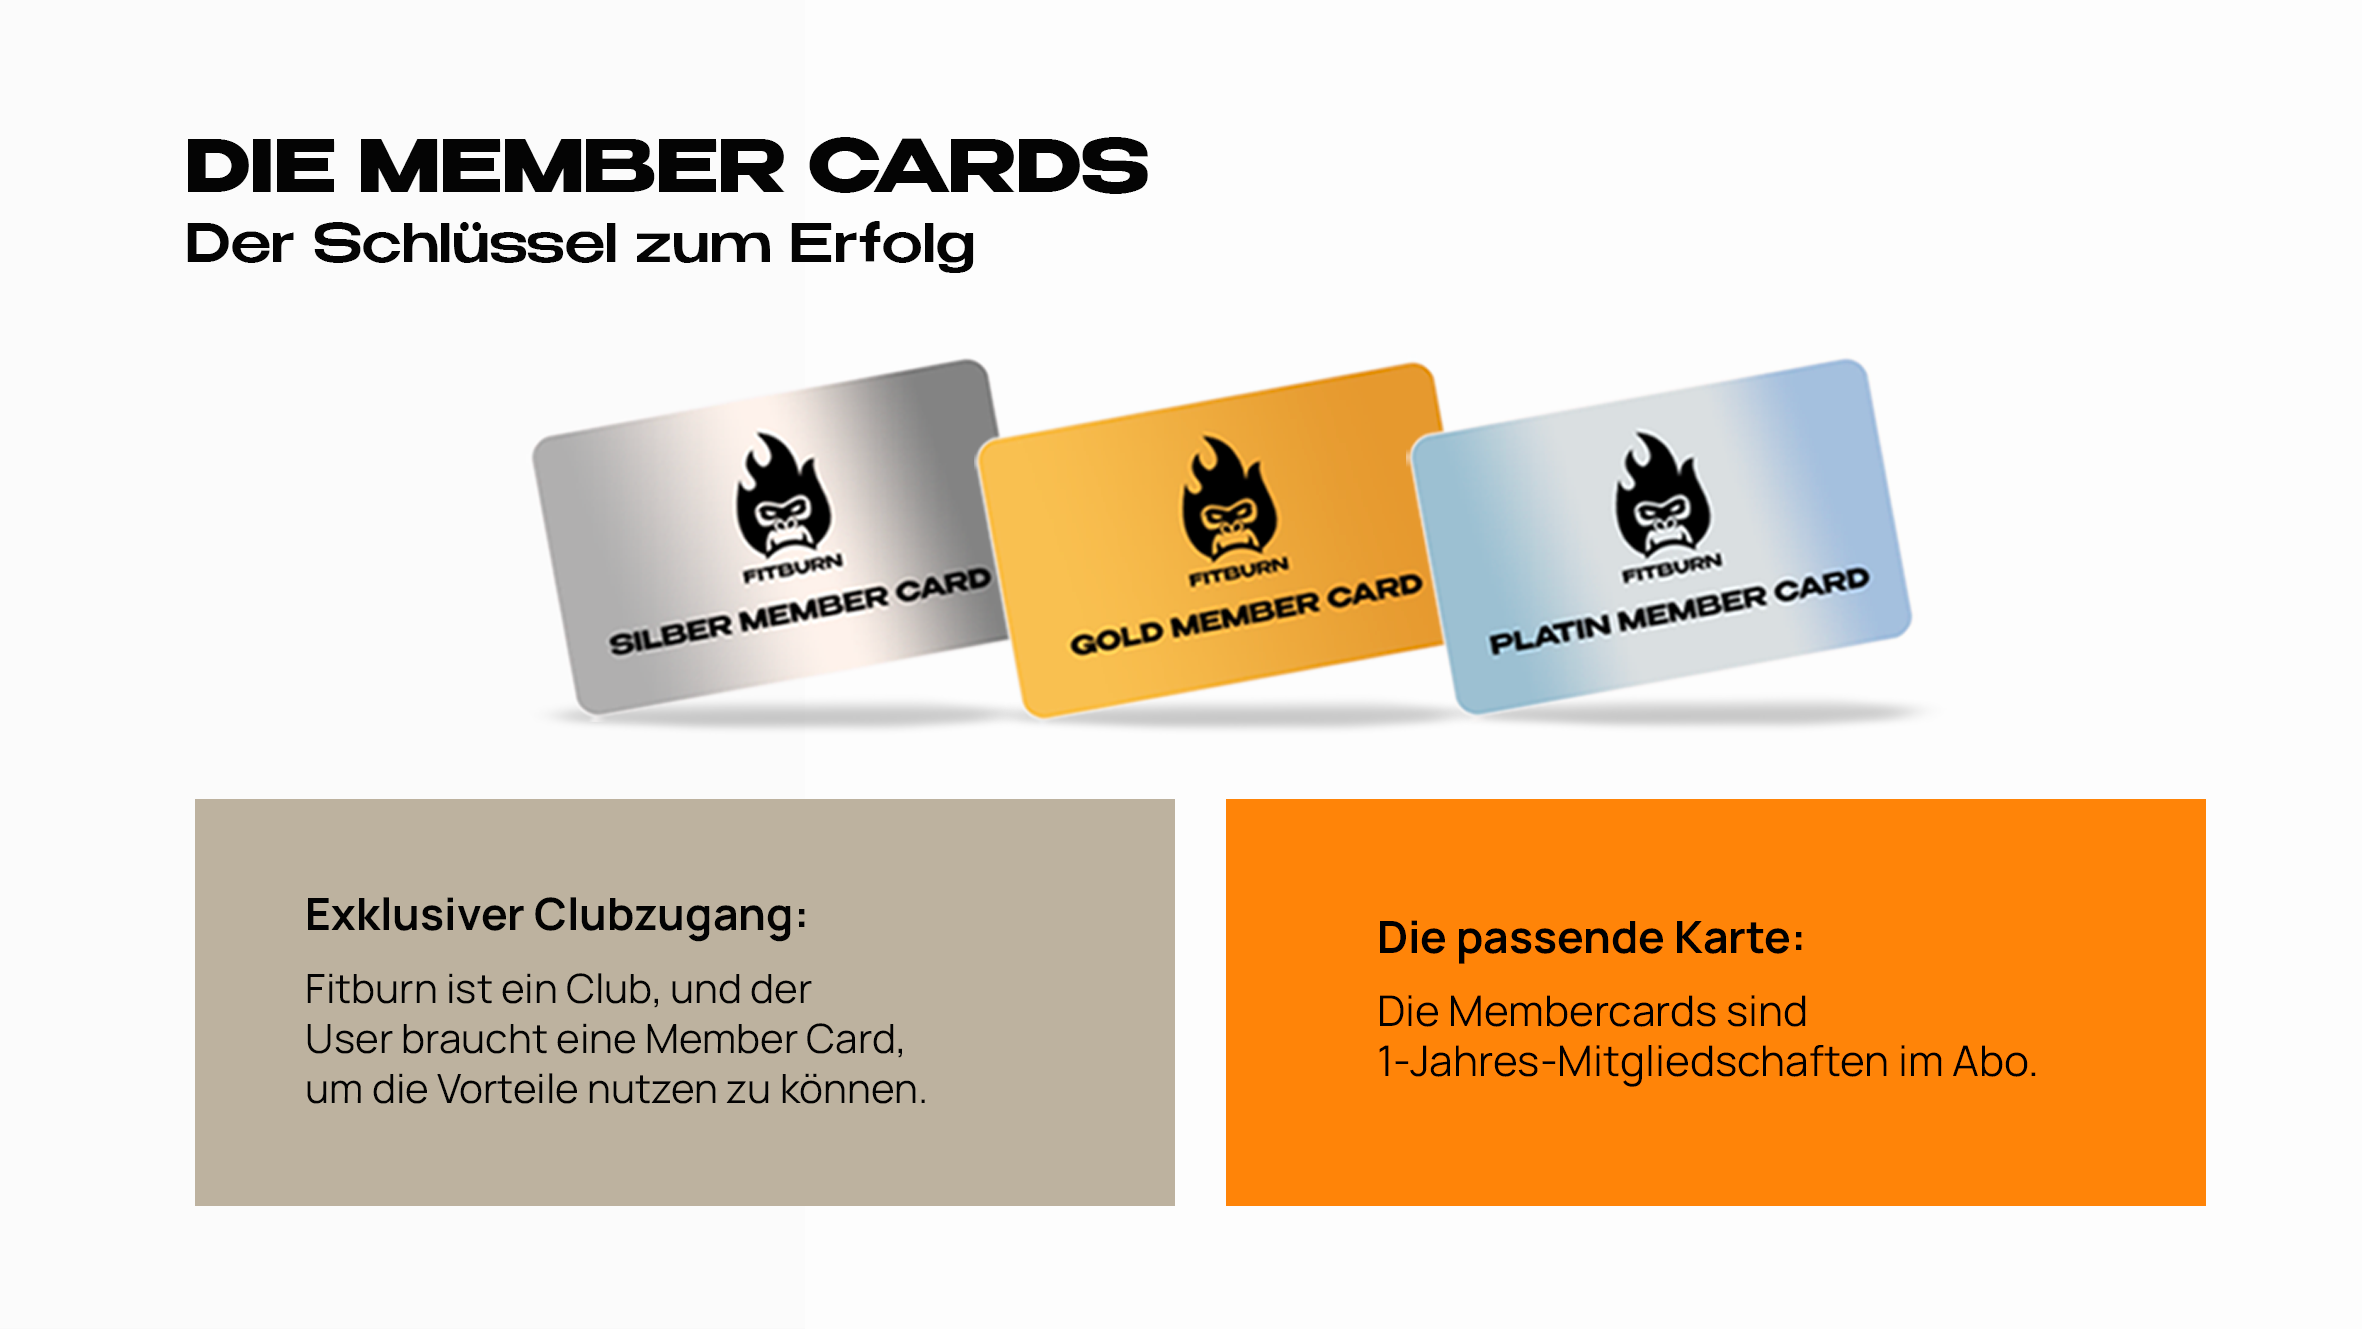 DIE MEMBER CARDS
Der Schlüssel zum Erfolg
FITBURN
SILBER MEMBER CARD
FITBURN
GOLD MEMBER CARD
FITBURN
PLATIN MEMBER CARD
Exklusiver Clubzugang:
Fitburn ist ein Club, und der
User braucht eine Member Card,
um die Vorteile nutzen zu können.
Die passende Karte:
Die Membercards sind
1-Jahres-Mitgliedschaften im Abo.